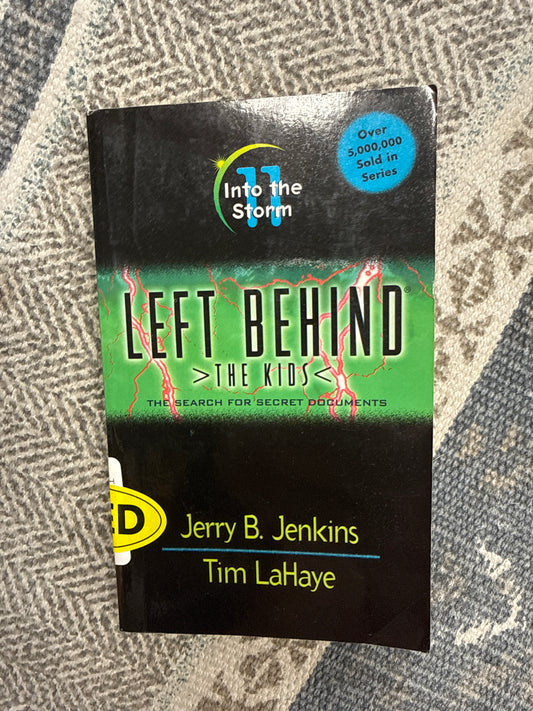 Over
5,000,000
Sold in
Series
11
Into the
Storm
LEFT BEHIND®
>THE KIDS<
THE SEARCH FOR SECRET DOCUMENTS
H
ED
Jerry B. Jenkins
Tim LaHaye